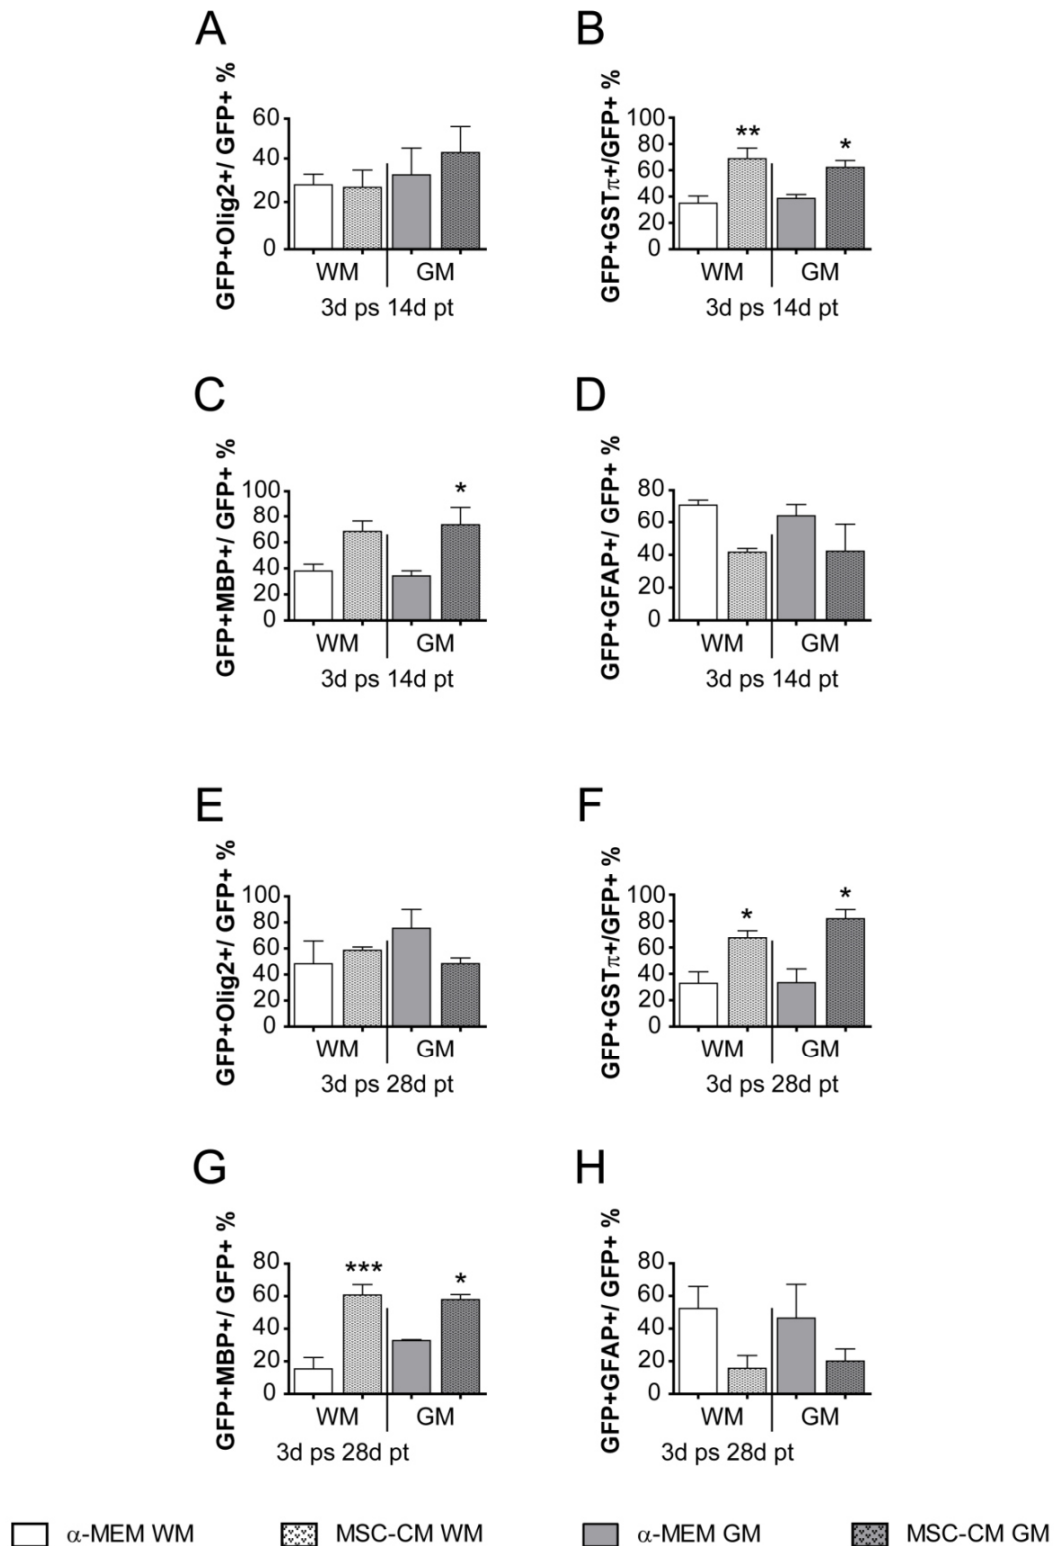 A
GFP+Olig2+/ GFP+ %
60
40
20
0
WM GM
3d ps 14d pt
B
GFP+GSTπ+/GFP+ %
100
80
60
40
20
0
** *
WM GM
3d ps 14d pt
C
GFP+MBP+/ GFP+ %
100
80
60
40
20
0
*
WM GM
3d ps 14d pt
D
GFP+GFAP+/ GFP+ %
80
60
40
20
0
WM GM
3d ps 14d pt
E
GFP+Olig2+/ GFP+ %
100
80
60
40
20
0
WM GM
3d ps 28d pt
F
GFP+GSTπ+/GFP+ %
100
80
60
40
20
0
* *
WM GM
3d ps 28d pt
G
GFP+MBP+/ GFP+ %
80
60
40
20
0
*** *
WM GM
3d ps 28d pt
H
GFP+GFAP+/ GFP+ %
80
60
40
20
0
WM GM
3d ps 28d pt
α-MEM WM MSC-CM WM α-MEM GM MSC-CM GM